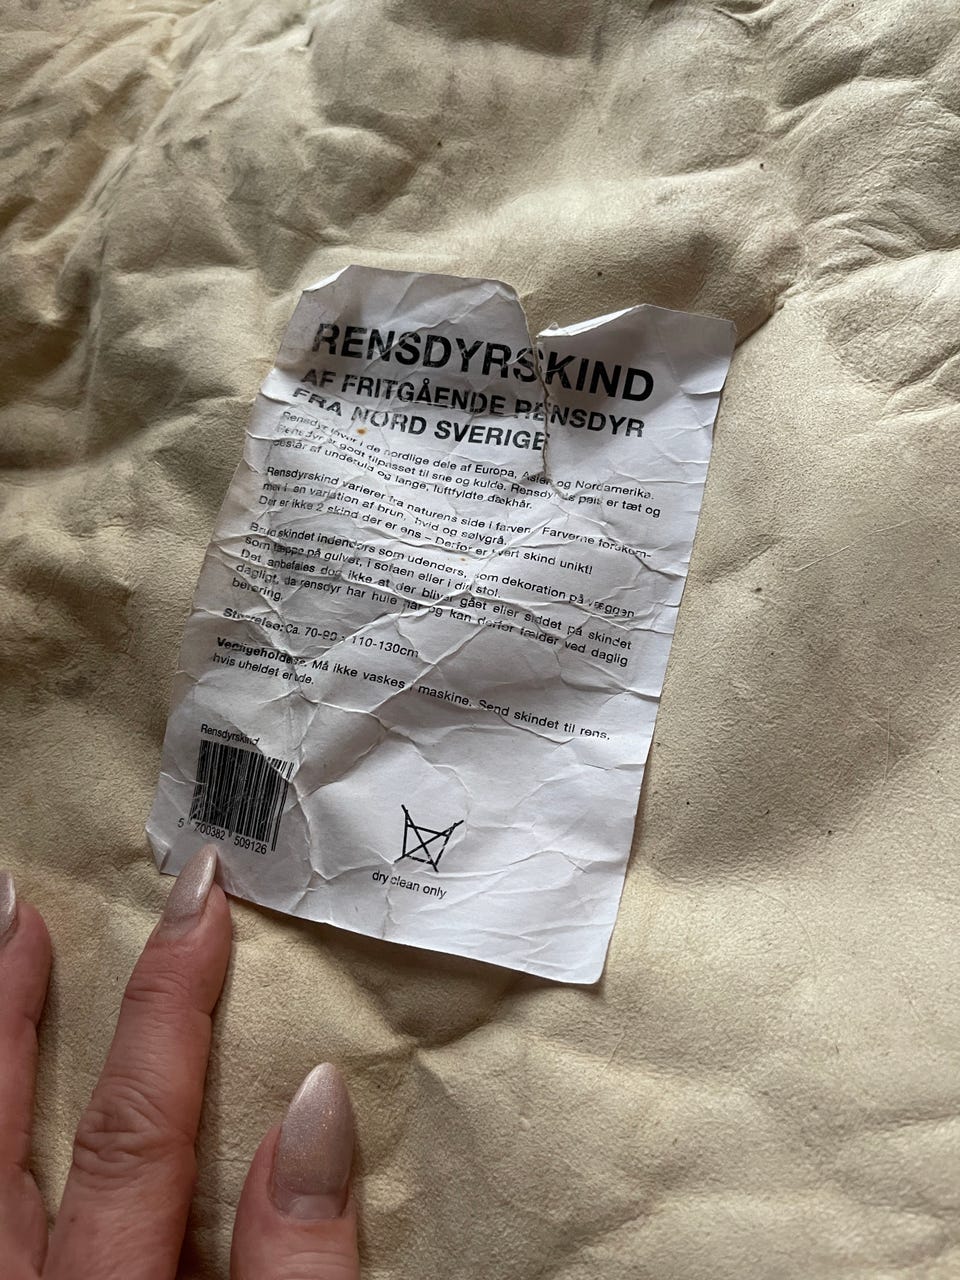 RENSDYRSKIND
AF FRITGÅENDE RENSDYR
FRA NORD SVERIGE
Rensdyr lever i de nordlige dele af Europa, Asien og Nordamerika.
Rensdyr er godt tilpasset til sne og kulde. Rensdyrets pels er tæt og
består af underuld og lange, luftfyldte dækhår.
Rensdyrskind varierer fra naturens side i farven. Farverne forekom-
mer i en variation af brun, hvid og sølvgrå.
Der er ikke 2 skind der er ens – Derfor er hvert skind unikt!
Brug skindet indendørs som udendørs, som dekoration på væggen
som tæppe på gulvet, i sofaen eller i din stol.
Det anbefales dog ikke at der bliver gået eller siddet på skindet
dagligt, da rensdyr har hule hår og kan derfor fælder ved daglig
berøring.
Størrelse: Ca. 70-90 x 110-130cm
Vedligeholdelse: Må ikke vaskes i maskine. Send skindet til rens,
hvis uheldet er ude.
Rensdyrskind
5 700382 509126
dry clean only